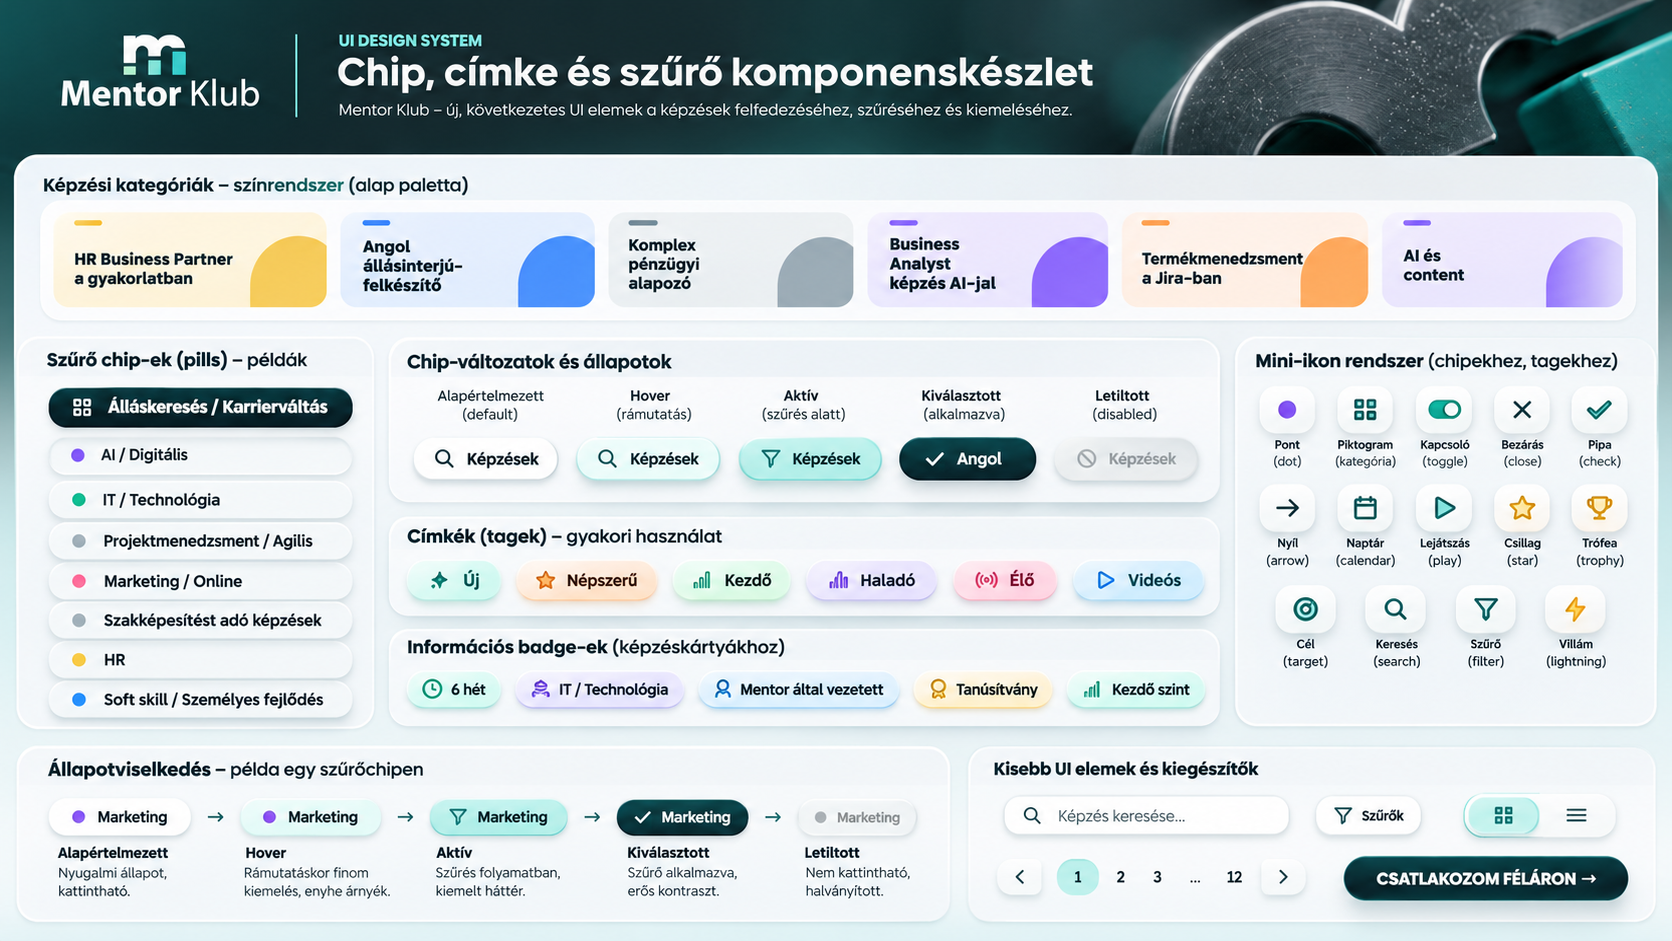 Mentor Klub
UI DESIGN SYSTEM
Chip, címke és szűrő komponenskészlet
Mentor Klub – új, következetes UI elemek a képzések felfedezéséhez, szűréséhez és kiemeléséhez.
Képzési kategóriák – színrendszer (alap paletta)
HR Business Partner
a gyakorlatban
Angol
állásinterjú-
felkészítő
Komplex
pénzügyi
alapozó
Business
Analyst
képzés AI-jal
Termékmenedzsment
a Jira-ban
AI és
content
Szűrő chip-ek (pills) – példák
Álláskeresés / Karrierváltás
AI / Digitális
IT / Technológia
Projektmenedzsment / Agilis
Marketing / Online
Szakképesítést adó képzések
HR
Soft skill / Személyes fejlődés
Chip-változatok és állapotok
Alapértelmezett
(default)
Hover
(rámutatás)
Aktív
(szűrés alatt)
Kiválasztott
(alkalmazva)
Letiltott
(disabled)
Képzések
Képzések
Képzések
Angol
Képzések
Címkék (tagek) – gyakori használat
Új
Népszerű
Kezdő
Haladó
Élő
Videós
Információs badge-ek (képzéskártyákhoz)
6 hét
IT / Technológia
Mentor által vezetett
Tanúsítvány
Kezdő szint
Mini-ikon rendszer (chipekhez, tagekhez)
Pont
(dot)
Piktogram
(kategória)
Kapcsoló
(toggle)
Bezárás
(close)
Pipa
(check)
Nyíl
(arrow)
Naptár
(calendar)
Lejátszás
(play)
Csillag
(star)
Trófea
(trophy)
Cél
(target)
Keresés
(search)
Szűrő
(filter)
Villám
(lightning)
Állapotviselkedés – példa egy szűrőchipen
Marketing → Marketing → Marketing → Marketing → Marketing
Alapértelmezett
Nyugalmi állapot,
kattintható.
Hover
Rámutatáskor finom
kiemelés, enyhe árnyék.
Aktív
Szűrés folyamatban,
kiemelt háttér.
Kiválasztott
Szűrő alkalmazva,
erős kontraszt.
Letiltott
Nem kattintható,
halványított.
Kisebb UI elemek és kiegészítők
Képzés keresése...
Szűrők
1 2 3 ... 12
CSATLAKOZOM FÉLÁRON →